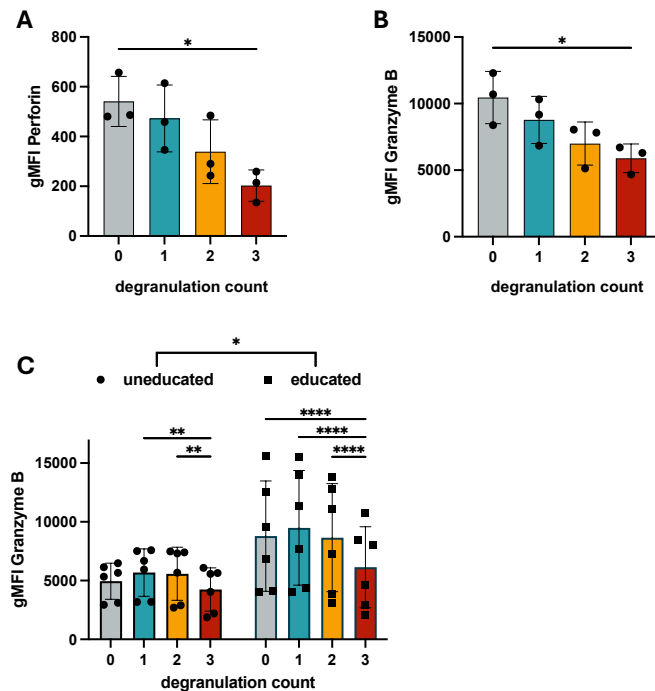 A
*
gMFI Perforin
800
600
400
200
0
0 1 2 3
degranulation count
B
*
gMFI Granzyme B
15000
10000
5000
0
0 1 2 3
degranulation count
C
*
uneducated educated
** ****
** ****
****
gMFI Granzyme B
15000
10000
5000
0
0 1 2 3 0 1 2 3
degranulation count